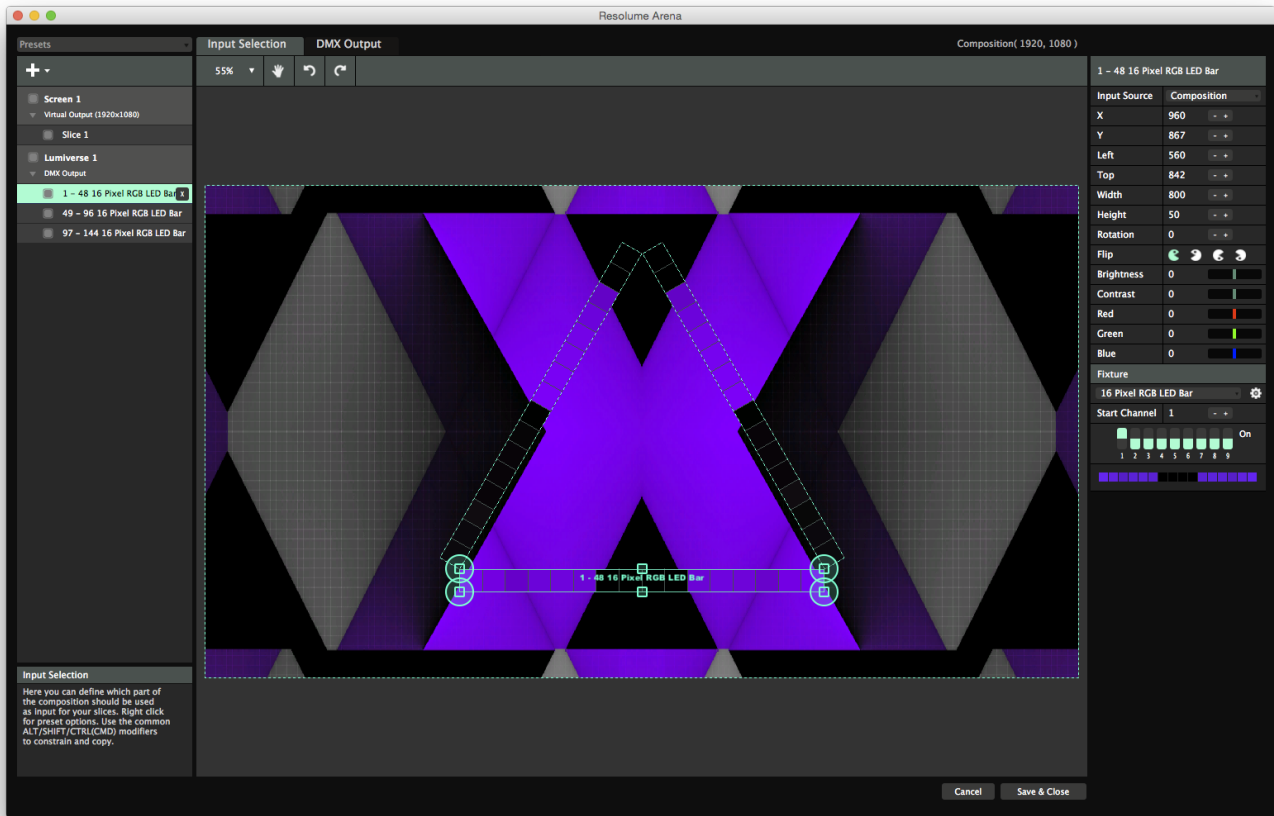 Resolume Arena
Presets
Input Selection
DMX Output
Composition( 1920, 1080 )
55%
Screen 1
Virtual Output (1920x1080)
Slice 1
Lumiverse 1
DMX Output
1 - 48 16 Pixel RGB LED Bar x
49 - 96 16 Pixel RGB LED Bar
97 - 144 16 Pixel RGB LED Bar
1 - 48 16 Pixel RGB LED Bar
Input Selection
Here you can define which part of
the composition should be used
as input for your slices. Right click
for preset options. Use the common
ALT/SHIFT/CTRL(CMD) modifiers
to constrain and copy.
1 - 48 16 Pixel RGB LED Bar
Input Source Composition
X 960 - +
Y 867 - +
Left 560 - +
Top 842 - +
Width 800 - +
Height 50 - +
Rotation 0 - +
Flip
Brightness 0
Contrast 0
Red 0
Green 0
Blue 0
Fixture
16 Pixel RGB LED Bar
Start Channel 1 - +
On
1 2 3 4 5 6 7 8 9
Cancel
Save & Close